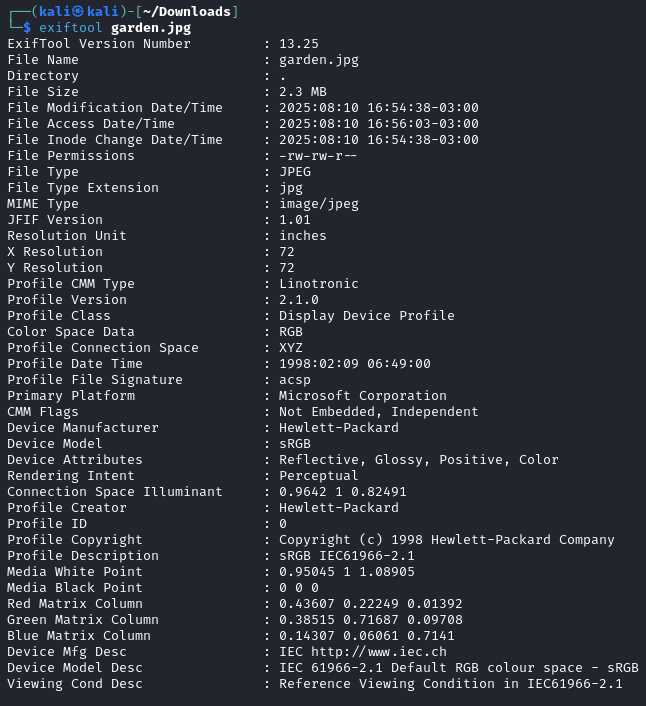 ┌──(kali㉿kali)-[~/Downloads]
└─$ exiftool garden.jpg
ExifTool Version Number         : 13.25
File Name                       : garden.jpg
Directory                       : .
File Size                       : 2.3 MB
File Modification Date/Time     : 2025:08:10 16:54:38-03:00
File Access Date/Time           : 2025:08:10 16:56:03-03:00
File Inode Change Date/Time     : 2025:08:10 16:54:38-03:00
File Permissions                : -rw-rw-r--
File Type                       : JPEG
File Type Extension             : jpg
MIME Type                       : image/jpeg
JFIF Version                    : 1.01
Resolution Unit                 : inches
X Resolution                    : 72
Y Resolution                    : 72
Profile CMM Type                : Linotronic
Profile Version                 : 2.1.0
Profile Class                   : Display Device Profile
Color Space Data                : RGB
Profile Connection Space        : XYZ
Profile Date Time               : 1998:02:09 06:49:00
Profile File Signature          : acsp
Primary Platform                : Microsoft Corporation
CMM Flags                       : Not Embedded, Independent
Device Manufacturer             : Hewlett-Packard
Device Model                    : sRGB
Device Attributes               : Reflective, Glossy, Positive, Color
Rendering Intent                : Perceptual
Connection Space Illuminant     : 0.9642 1 0.82491
Profile Creator                 : Hewlett-Packard
Profile ID                      : 0
Profile Copyright               : Copyright (c) 1998 Hewlett-Packard Company
Profile Description             : sRGB IEC61966-2.1
Media White Point               : 0.95045 1 1.08905
Media Black Point               : 0 0 0
Red Matrix Column               : 0.43607 0.22249 0.01392
Green Matrix Column             : 0.38515 0.71687 0.09708
Blue Matrix Column              : 0.14307 0.06061 0.7141
Device Mfg Desc                 : IEC http://www.iec.ch
Device Model Desc               : IEC 61966-2.1 Default RGB colour space - sRGB
Viewing Cond Desc               : Reference Viewing Condition in IEC61966-2.1